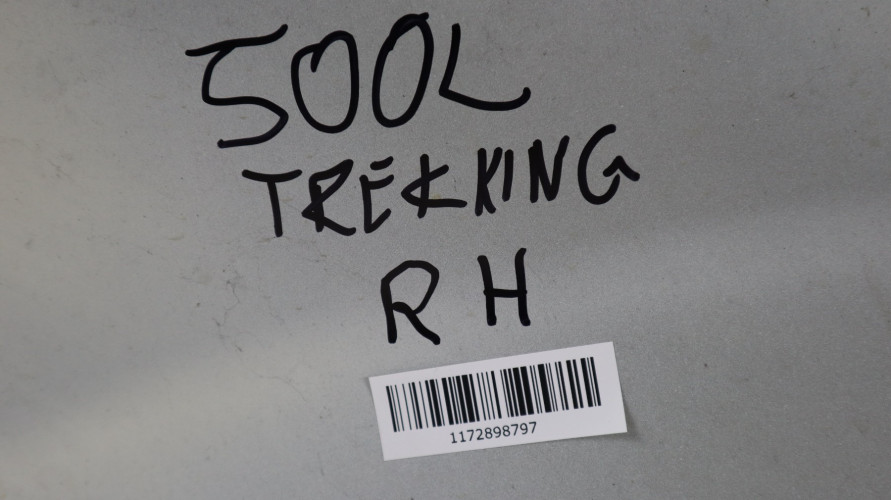 500L
TREKKING
RH
1172898797